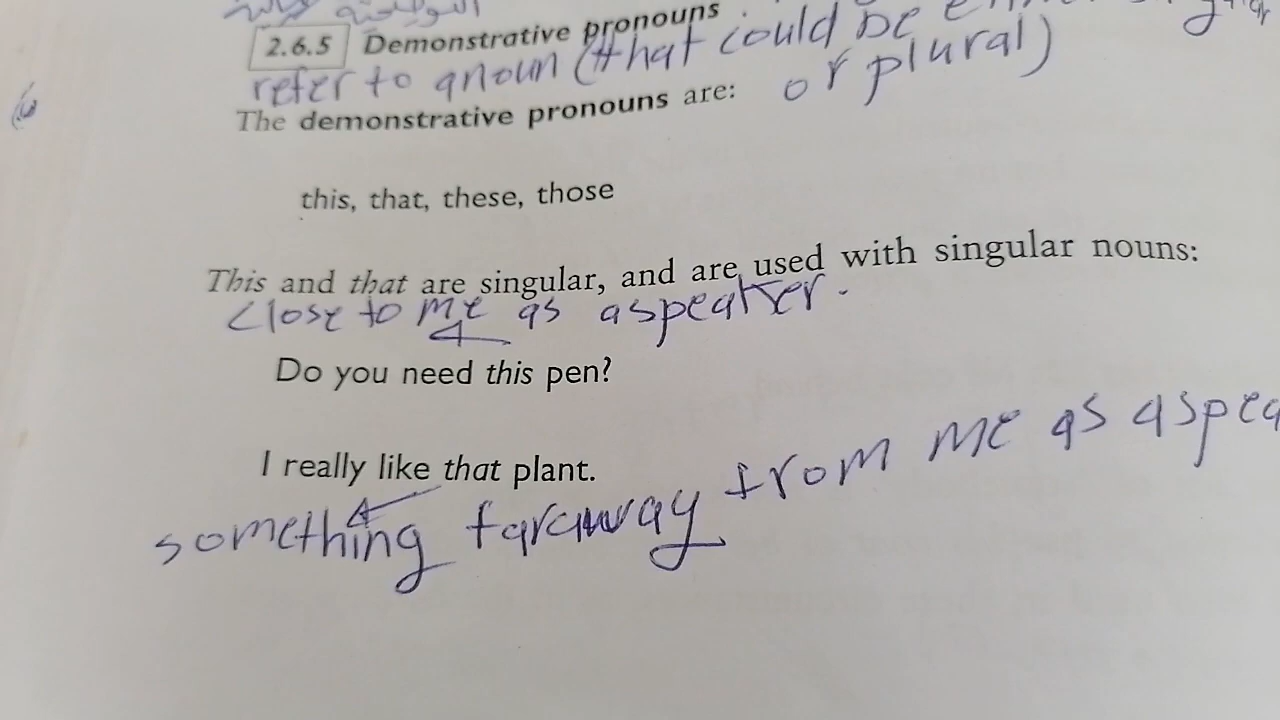 2.6.5 Demonstrative pronouns
refer to a noun (that could be
or plural)
The demonstrative pronouns are:
this, that, these, those
This and that are singular, and are used with singular nouns:
close to me as aspeaker.
Do you need this pen?
I really like that plant.
something faraway from me as aspea